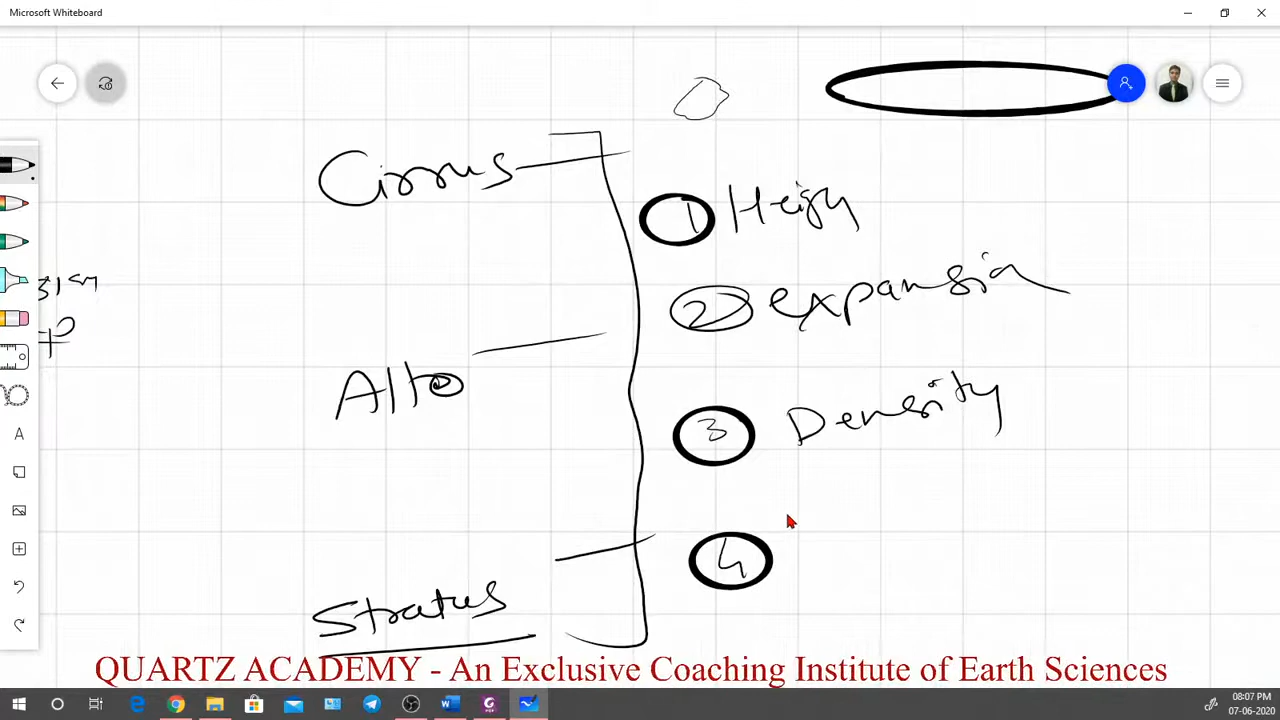 Microsoft Whiteboard
Cirrus
1 Heigh
2 expansion
Alto
3 Density
4
Stratus
A
QUARTZ ACADEMY - An Exclusive Coaching Institute of Earth Sciences
08:07 PM
07-06-2020